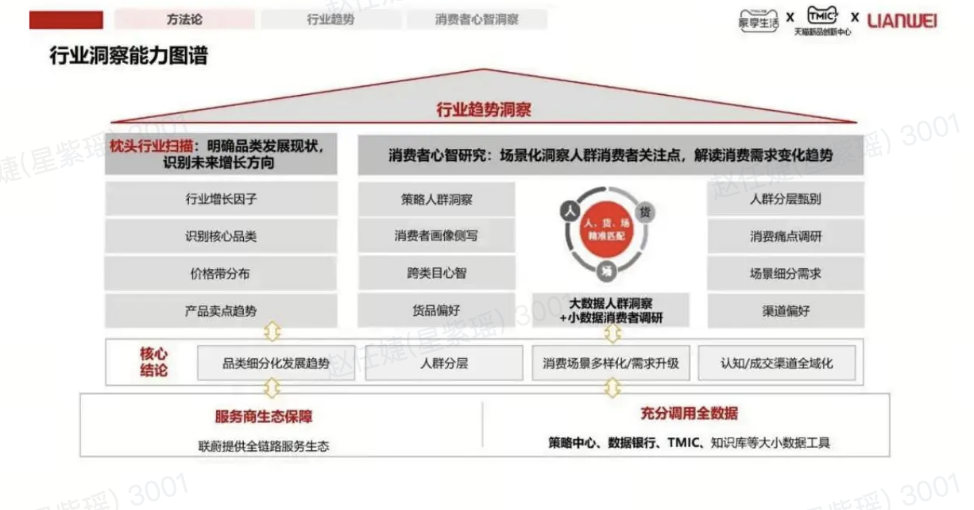 方法论
行业趋势
消费者心智洞察
家享生活 X TMIC X LIANWEI
天猫新品创新中心
行业洞察能力图谱
行业趋势洞察
枕头行业扫描：明确品类发展现状，
识别未来增长方向
行业增长因子
识别核心品类
价格带分布
产品卖点趋势
消费者心智研究：场景化洞察人群消费者关注点，解读消费需求变化趋势
策略人群洞察
消费者画像侧写
跨类目心智
货品偏好
人
货
人、货、场
精准匹配
场
大数据人群洞察
+小数据消费者调研
人群分层甄别
消费痛点调研
场景细分需求
渠道偏好
核心
结论
品类细分化发展趋势
人群分层
消费场景多样化/需求升级
认知/成交渠道全域化
服务商生态保障
联蔚提供全链路服务生态
充分调用全数据
策略中心、数据银行、TMIC、知识库等大小数据工具
赵任婕(星紫瑶) 3001